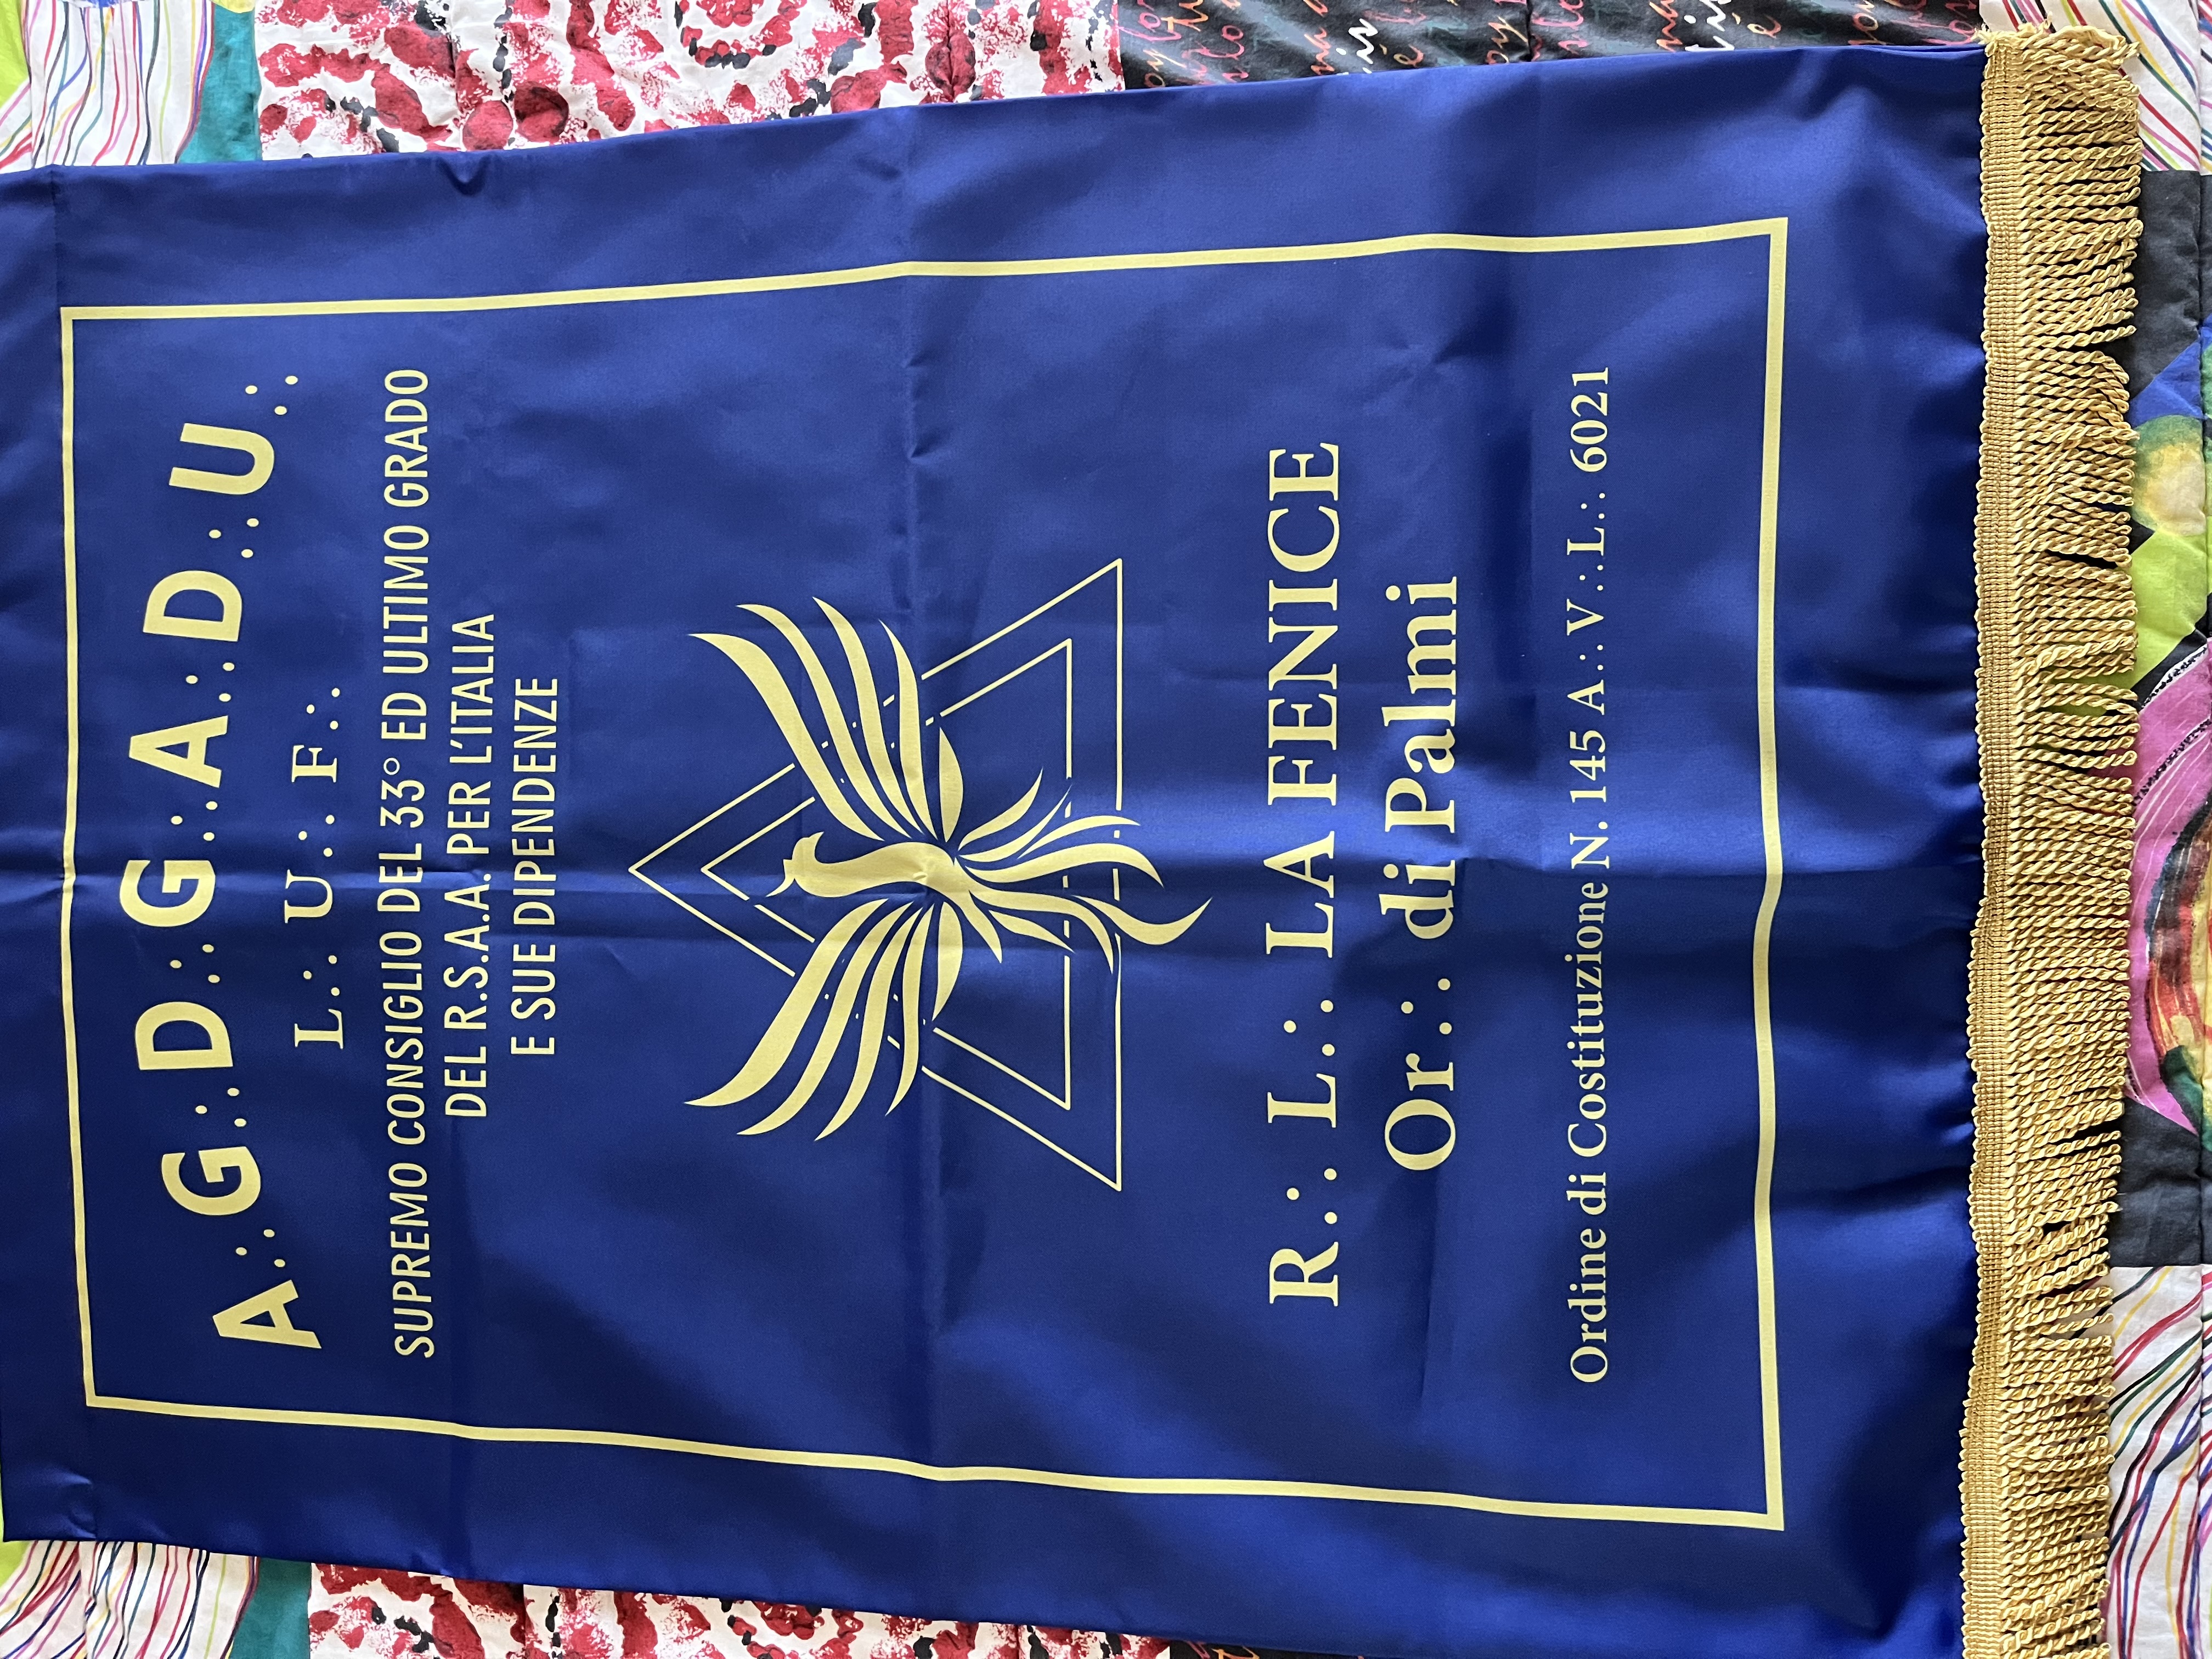 A∴G∴D∴G∴A∴D∴U∴
L∴ U∴ F∴
SUPREMO CONSIGLIO DEL 33° ED ULTIMO GRADO
DEL R.S.A.A. PER L'ITALIA
E SUE DIPENDENZE
R∴ L∴ LA FENICE
Or∴ di Palmi
Ordine di Costituzione N. 145 A∴V∴L∴ 6021